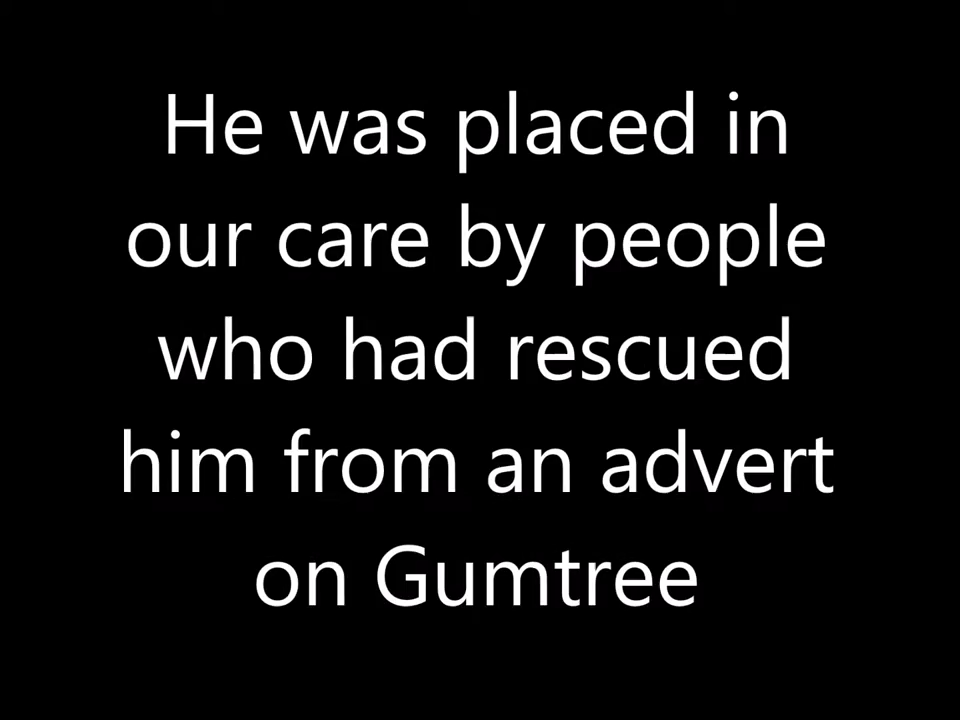 He was placed in
our care by people
who had rescued
him from an advert
on Gumtree